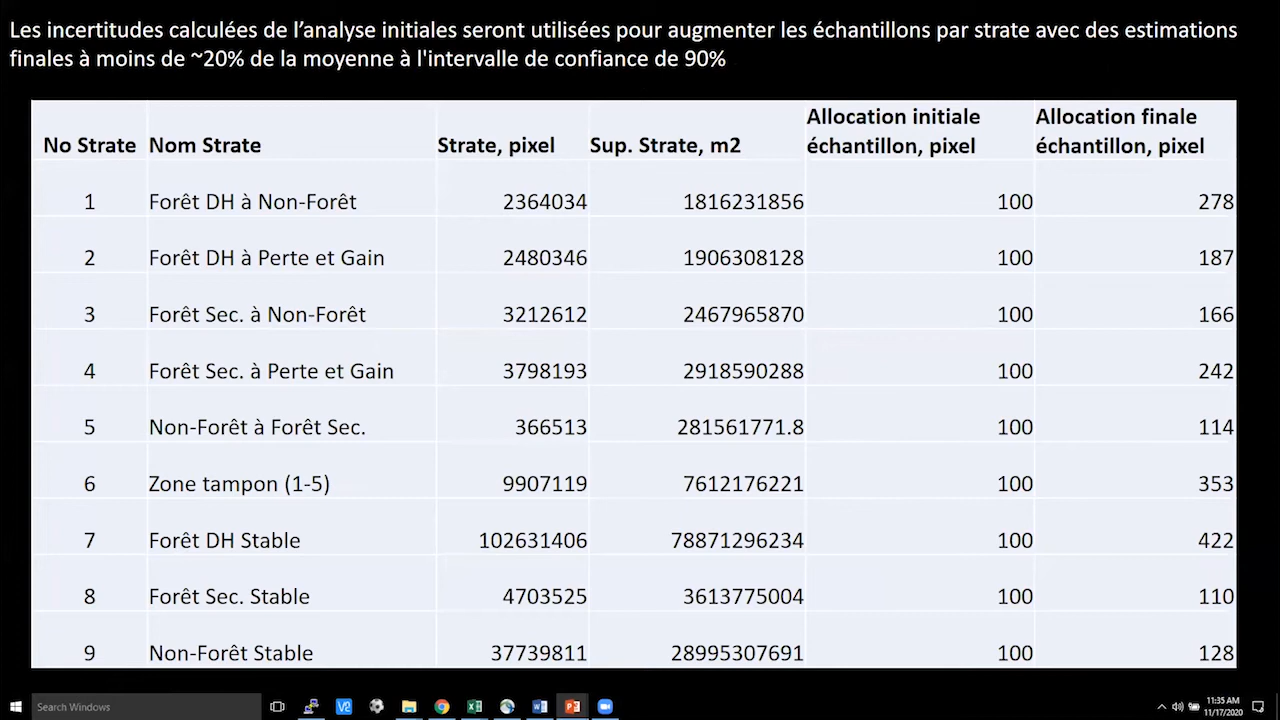 Les incertitudes calculées de l’analyse initiales seront utilisées pour augmenter les échantillons par strate avec des estimations
finales à moins de ~20% de la moyenne à l'intervalle de confiance de 90%
No Strate Nom Strate Strate, pixel Sup. Strate, m2 Allocation initiale échantillon, pixel Allocation finale échantillon, pixel
1 Forêt DH à Non-Forêt 2364034 1816231856 100 278
2 Forêt DH à Perte et Gain 2480346 1906308128 100 187
3 Forêt Sec. à Non-Forêt 3212612 2467965870 100 166
4 Forêt Sec. à Perte et Gain 3798193 2918590288 100 242
5 Non-Forêt à Forêt Sec. 366513 281561771.8 100 114
6 Zone tampon (1-5) 9907119 7612176221 100 353
7 Forêt DH Stable 102631406 78871296234 100 422
8 Forêt Sec. Stable 4703525 3613775004 100 110
9 Non-Forêt Stable 37739811 28995307691 100 128
Search Windows
11:35 AM
11/17/2020